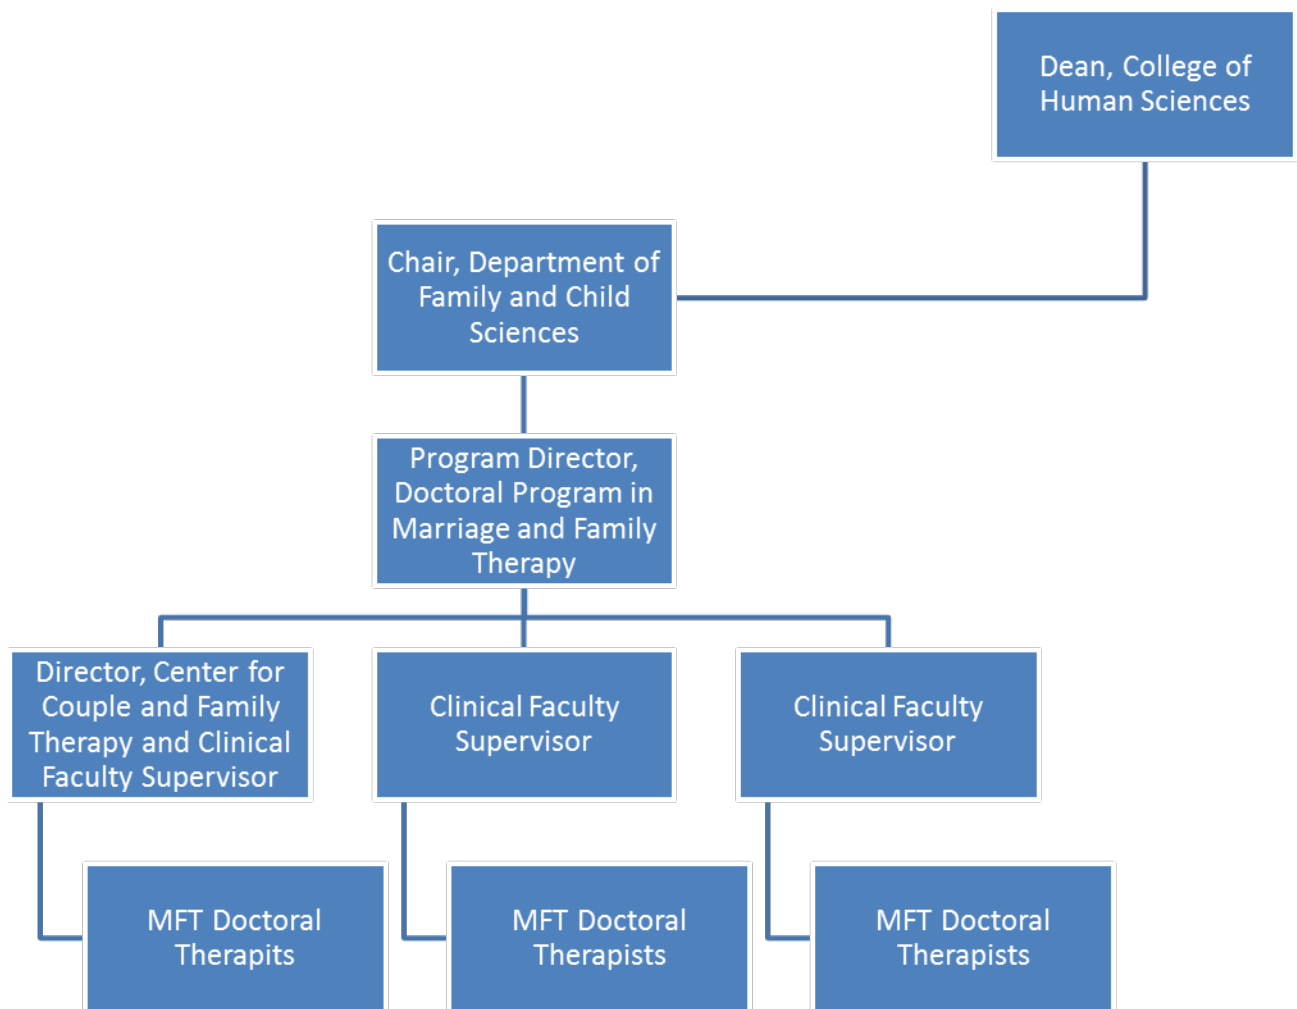 Dean, College of
Human Sciences
Chair, Department of
Family and Child
Sciences
Program Director,
Doctoral Program in
Marriage and Family
Therapy
Director, Center for
Couple and Family
Therapy and Clinical
Faculty Supervisor
Clinical Faculty
Supervisor
Clinical Faculty
Supervisor
MFT Doctoral
Therapits
MFT Doctoral
Therapists
MFT Doctoral
Therapists